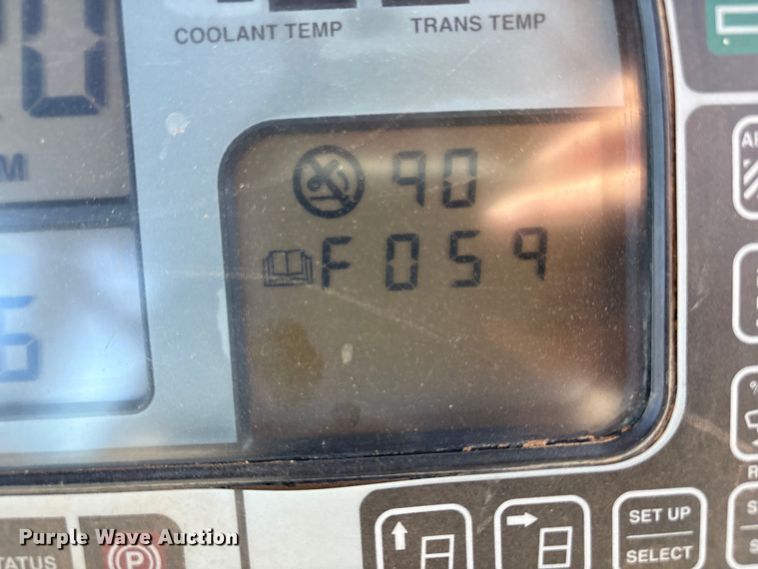 COOLANT TEMP TRANS TEMP
90
F059
SET UP
SELECT
STATUS
P
Purple Wave Auction